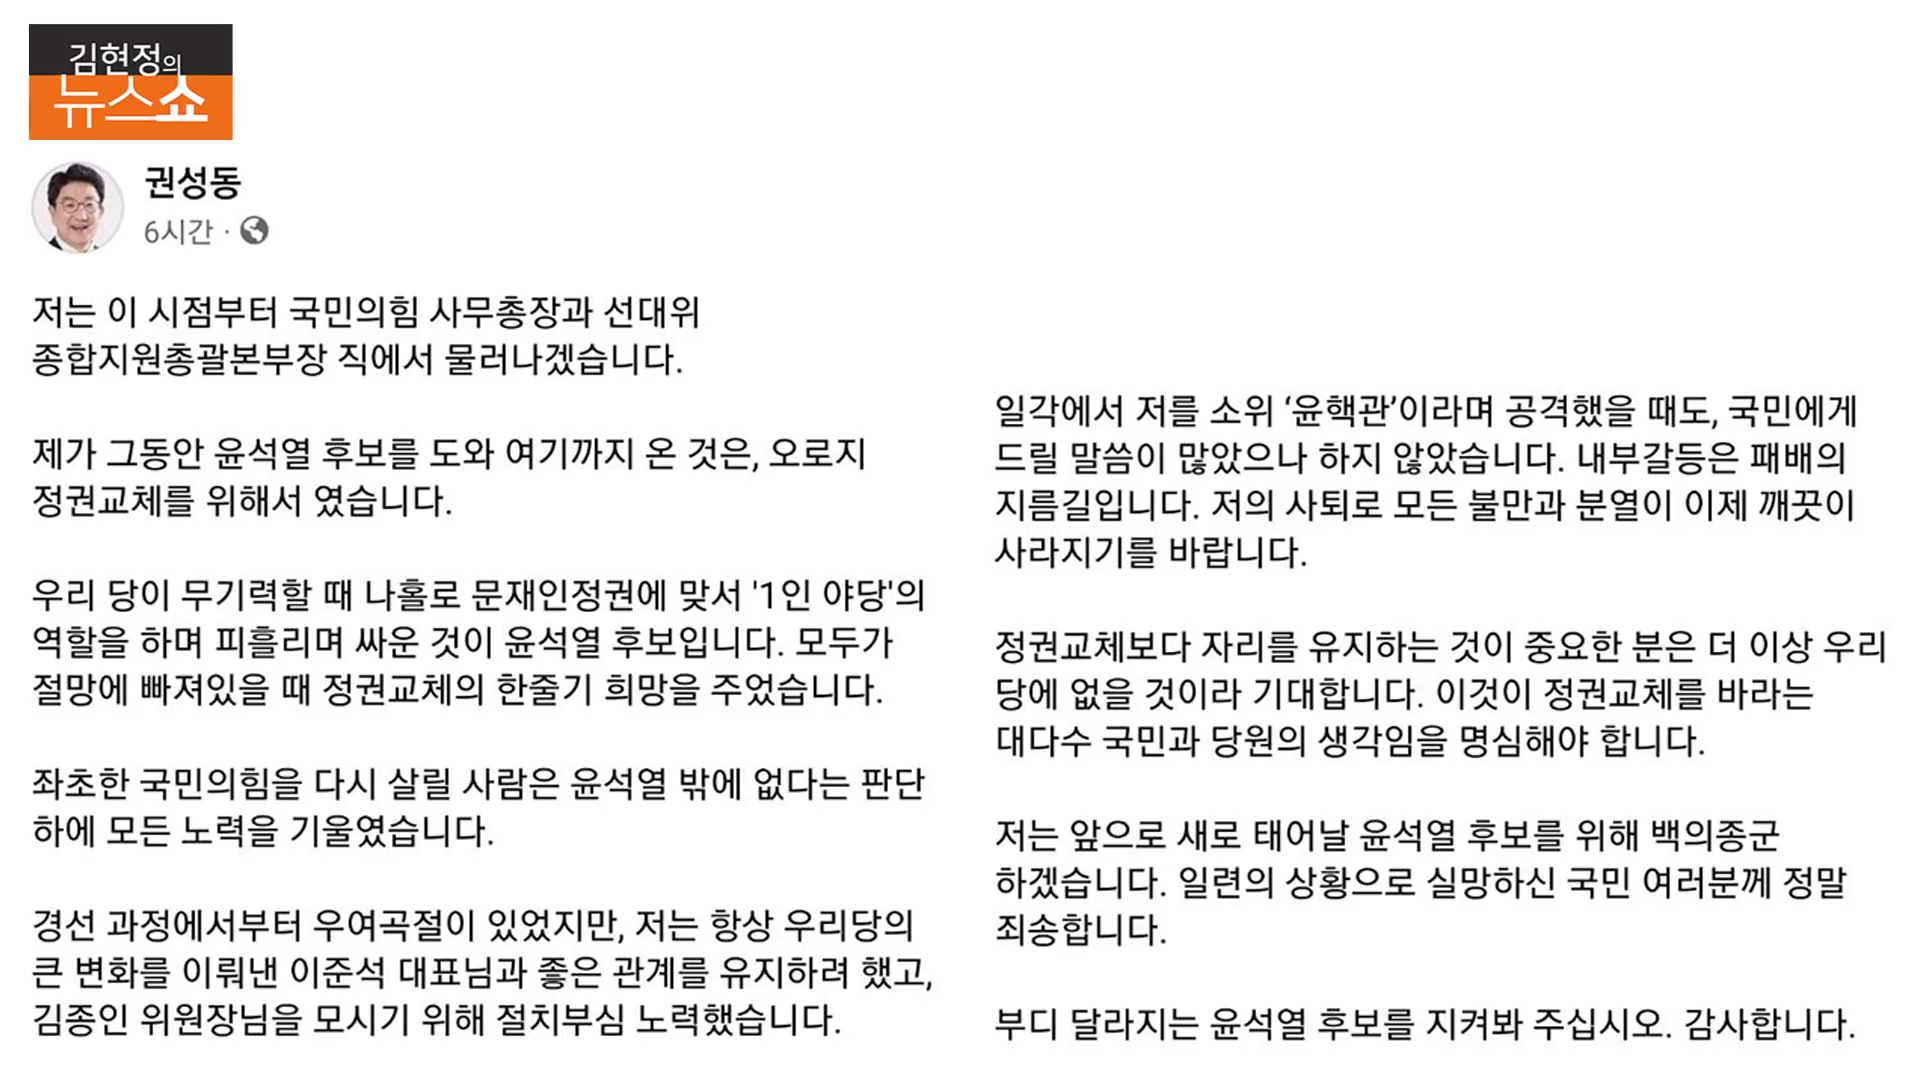 김현정의
뉴스쇼
권성동
6시간 ·
저는 이 시점부터 국민의힘 사무총장과 선대위
종합지원총괄본부장 직에서 물러나겠습니다.
제가 그동안 윤석열 후보를 도와 여기까지 온 것은, 오로지
정권교체를 위해서 였습니다.
우리 당이 무기력할 때 나홀로 문재인정권에 맞서 '1인 야당'의
역할을 하며 피흘리며 싸운 것이 윤석열 후보입니다. 모두가
절망에 빠져있을 때 정권교체의 한줄기 희망을 주었습니다.
좌초한 국민의힘을 다시 살릴 사람은 윤석열 밖에 없다는 판단
하에 모든 노력을 기울였습니다.
경선 과정에서부터 우여곡절이 있었지만, 저는 항상 우리당의
큰 변화를 이뤄낸 이준석 대표님과 좋은 관계를 유지하려 했고,
김종인 위원장님을 모시기 위해 절치부심 노력했습니다.
일각에서 저를 소위 ‘윤핵관’이라며 공격했을 때도, 국민에게
드릴 말씀이 많았으나 하지 않았습니다. 내부갈등은 패배의
지름길입니다. 저의 사퇴로 모든 불만과 분열이 이제 깨끗이
사라지기를 바랍니다.
정권교체보다 자리를 유지하는 것이 중요한 분은 더 이상 우리
당에 없을 것이라 기대합니다. 이것이 정권교체를 바라는
대다수 국민과 당원의 생각임을 명심해야 합니다.
저는 앞으로 새로 태어날 윤석열 후보를 위해 백의종군
하겠습니다. 일련의 상황으로 실망하신 국민 여러분께 정말
죄송합니다.
부디 달라지는 윤석열 후보를 지켜봐 주십시오. 감사합니다.